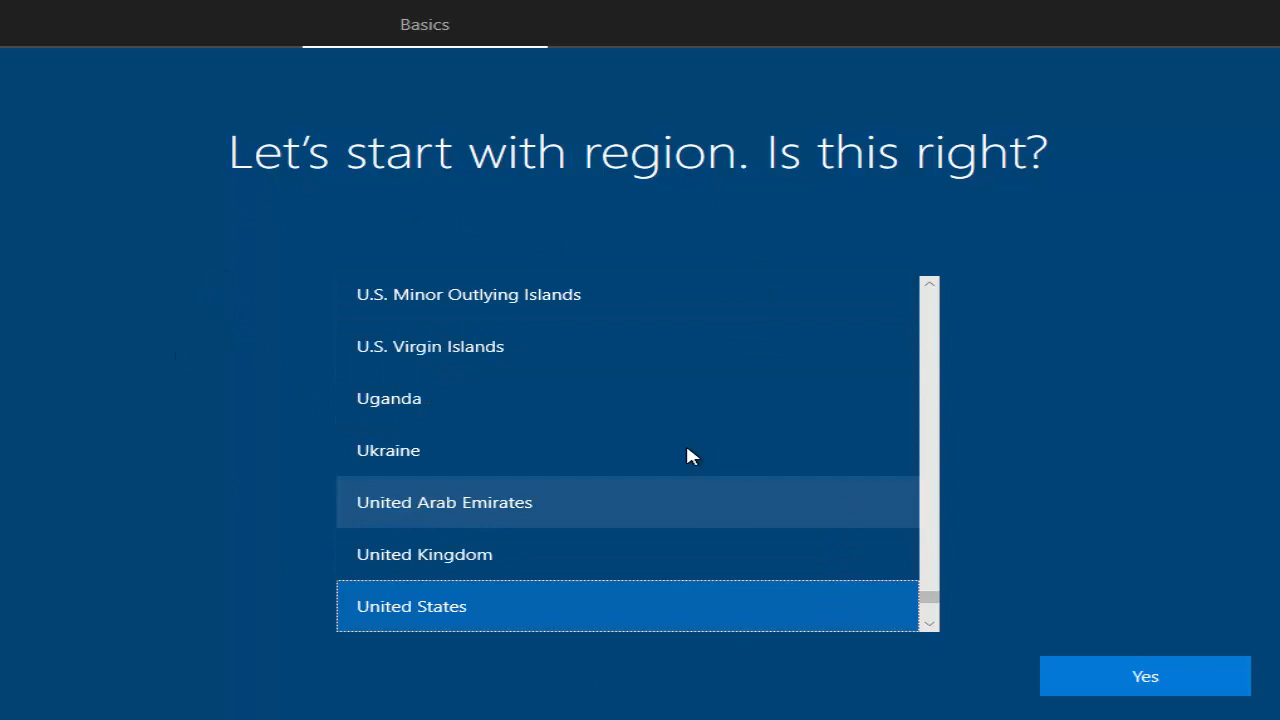 Basics
Let's start with region. Is this right?
U.S. Minor Outlying Islands
U.S. Virgin Islands
Uganda
Ukraine
United Arab Emirates
United Kingdom
United States
Yes